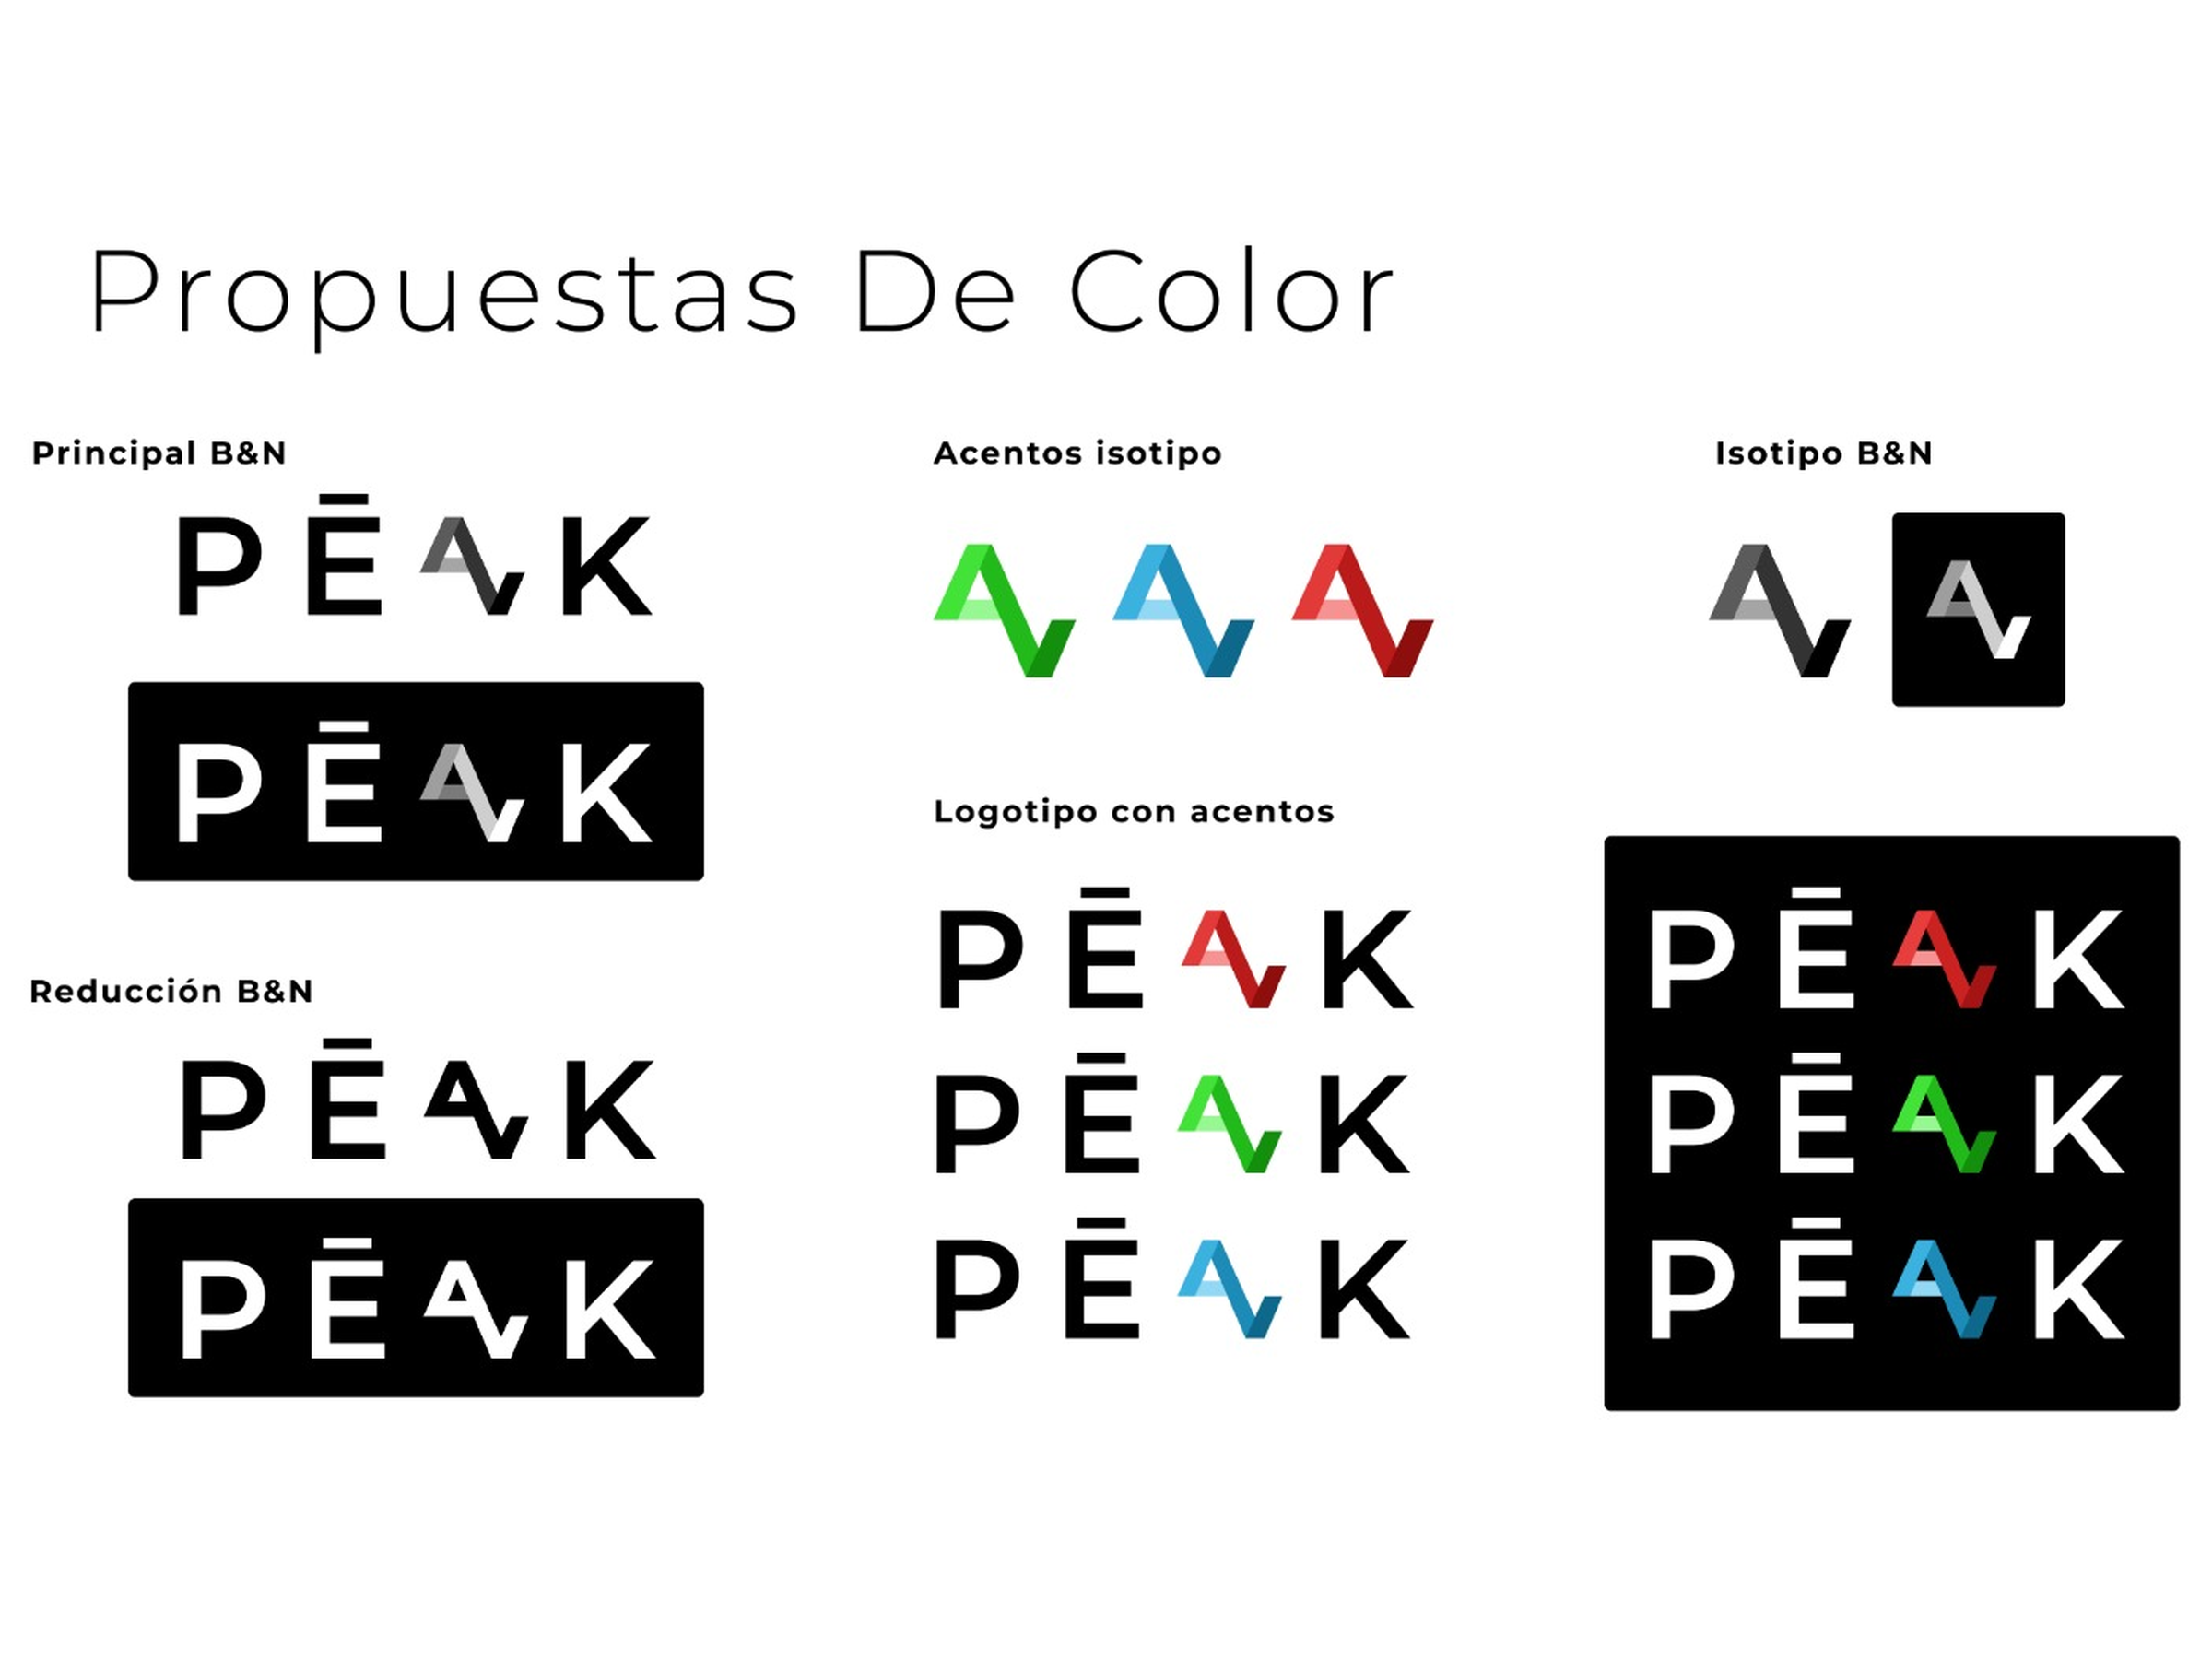 Propuestas De Color
Principal B&N
PĒAK
PĒAK
Reducción B&N
PĒAK
PĒAK
Acentos isotipo
Logotipo con acentos
PĒAK
PĒAK
PĒAK
Isotipo B&N
PĒAK
PĒAK
PĒAK